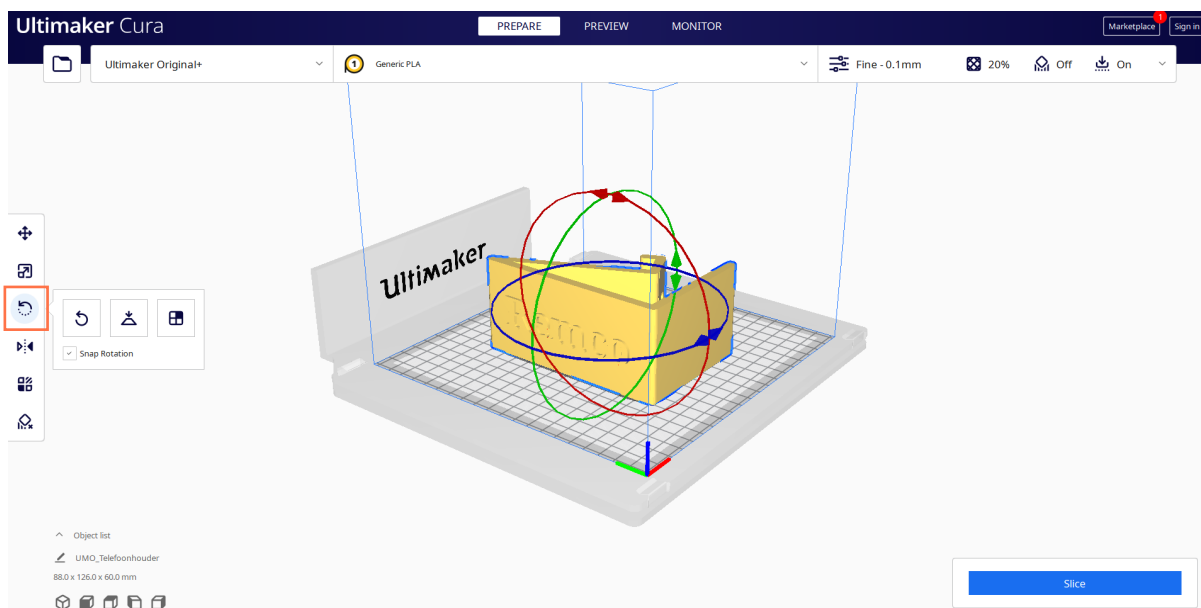 Ultimaker Cura
PREPARE PREVIEW MONITOR
Marketplace 1 Sign in
Ultimaker Original+
1 Generic PLA
Fine - 0.1mm 20% Off On
Ultimaker
Snap Rotation
Object list
UMO_Telefoonhouder
88.0 x 126.0 x 60.0 mm
Slice